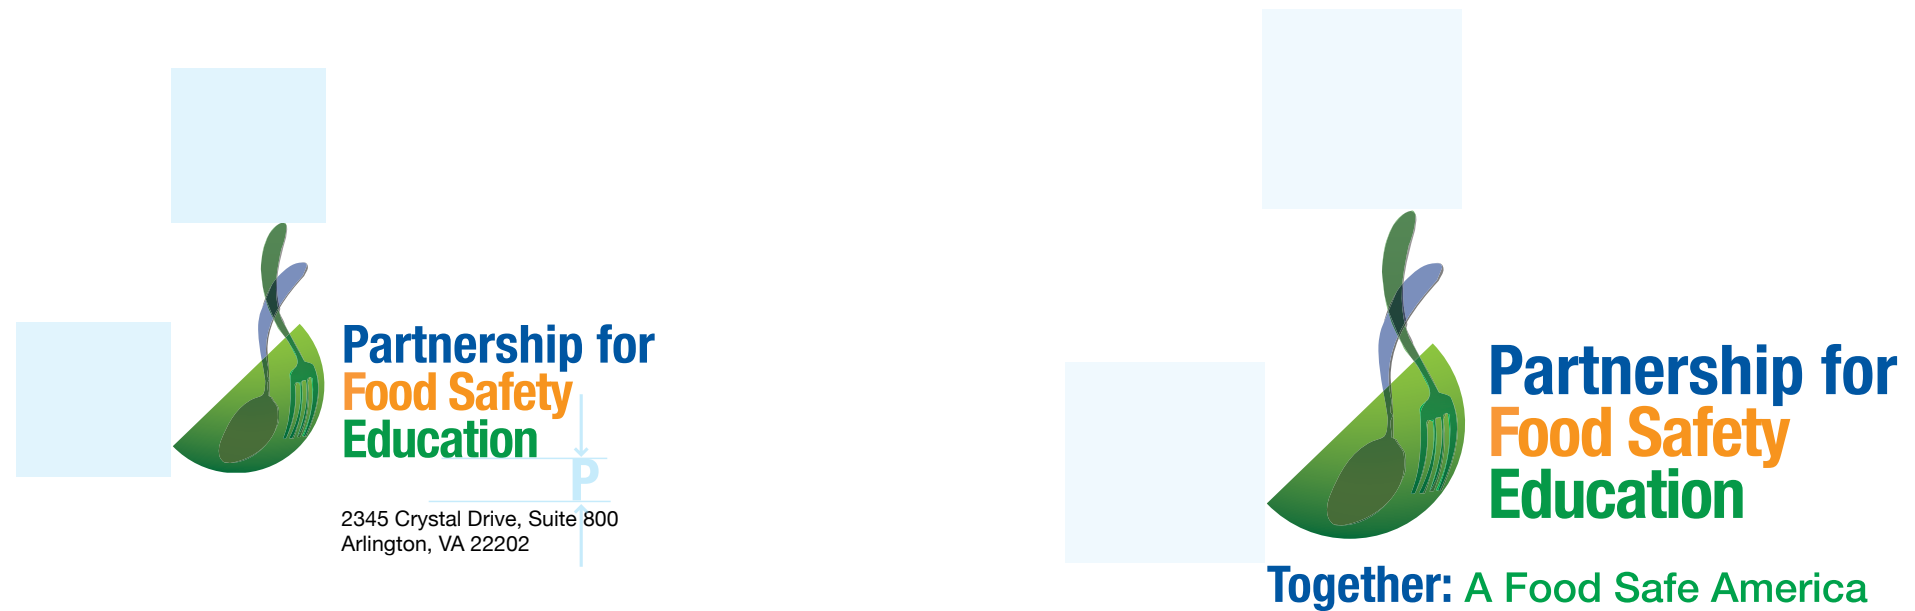 Partnership for
Food Safety
Education
P
2345 Crystal Drive, Suite 800
Arlington, VA 22202
Partnership for
Food Safety
Education
Together: A Food Safe America